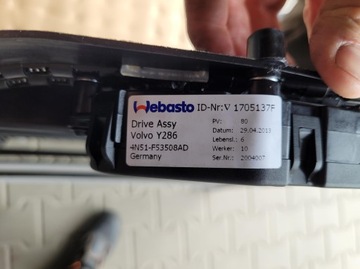 Webasto ID-Nr:V 1705137F
Drive Assy
Volvo Y286
4N51-F53508AD
Germany
PV: 80
Datum: 29.04.2013
Lebensl.: 6
Werker: 10
Ser.Nr.: 2004007